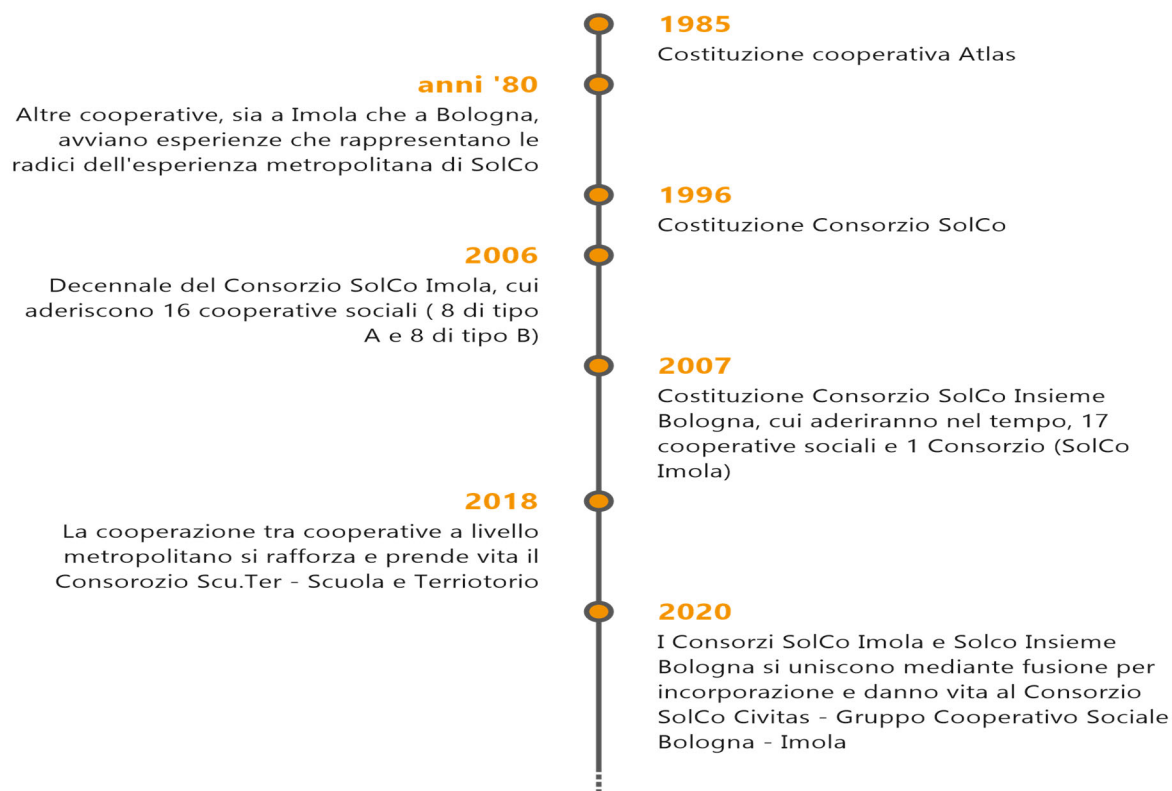 1985
Costituzione cooperativa Atlas
anni '80
Altre cooperative, sia a Imola che a Bologna,
avviano esperienze che rappresentano le
radici dell'esperienza metropolitana di SolCo
1996
Costituzione Consorzio SolCo
2006
Decennale del Consorzio SolCo Imola, cui
aderiscono 16 cooperative sociali ( 8 di tipo
A e 8 di tipo B)
2007
Costituzione Consorzio SolCo Insieme
Bologna, cui aderiranno nel tempo, 17
cooperative sociali e 1 Consorzio (SolCo
Imola)
2018
La cooperazione tra cooperative a livello
metropolitano si rafforza e prende vita il
Consorozio Scu.Ter - Scuola e Terriotorio
2020
I Consorzi SolCo Imola e Solco Insieme
Bologna si uniscono mediante fusione per
incorporazione e danno vita al Consorzio
SolCo Civitas - Gruppo Cooperativo Sociale
Bologna - Imola